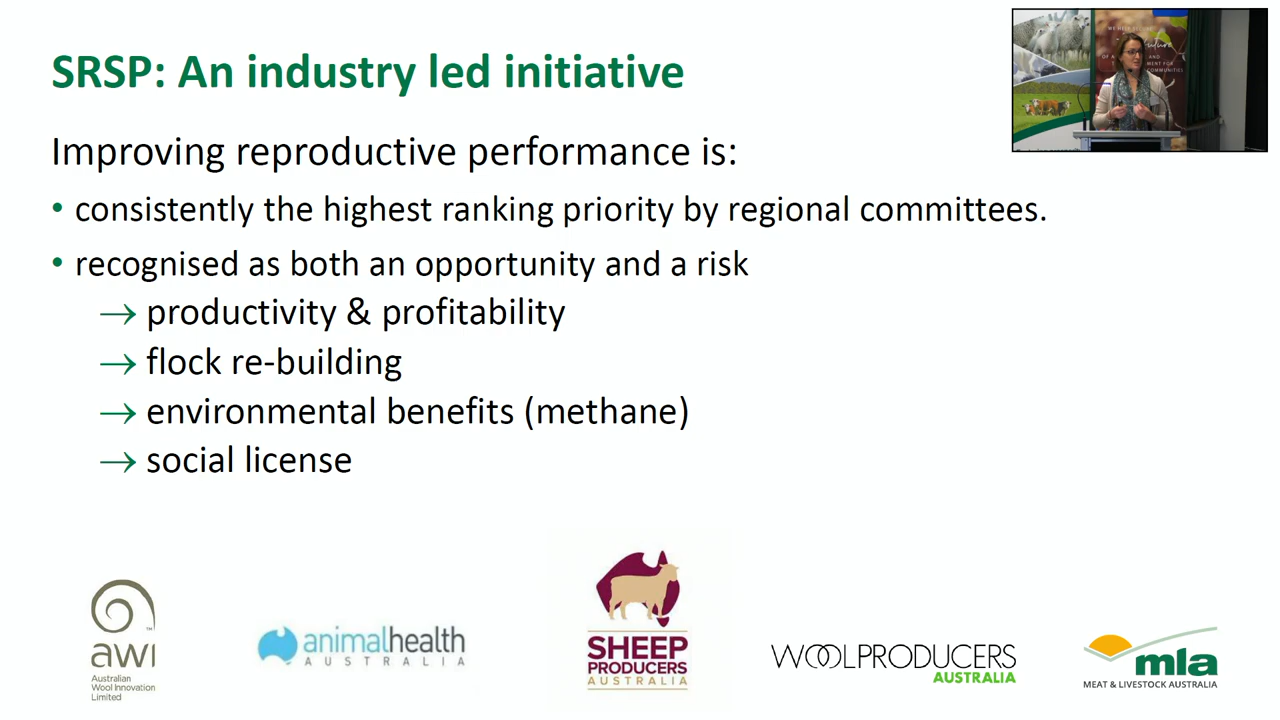 SRSP: An industry led initiative
Improving reproductive performance is:
• consistently the highest ranking priority by regional committees.
• recognised as both an opportunity and a risk
→ productivity & profitability
→ flock re-building
→ environmental benefits (methane)
→ social license
awi
™
Australian
Wool Innovation
Limited
animalhealth
AUSTRALIA
SHEEP
PRODUCERS
AUSTRALIA
WOOLPRODUCERS
AUSTRALIA
mla
MEAT & LIVESTOCK AUSTRALIA